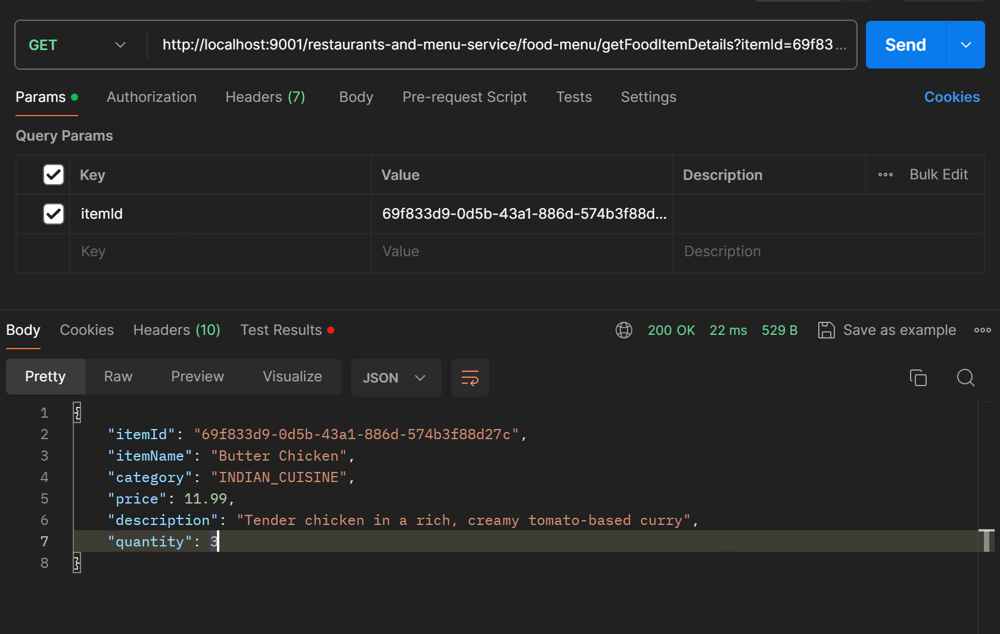 GET http://localhost:9001/restaurants-and-menu-service/food-menu/getFoodItemDetails?itemId=69f83... Send
Params Authorization Headers (7) Body Pre-request Script Tests Settings Cookies
Query Params
Key Value Description Bulk Edit
itemId 69f833d9-0d5b-43a1-886d-574b3f88d...
Key Value Description
Body Cookies Headers (10) Test Results 200 OK 22 ms 529 B Save as example
Pretty Raw Preview Visualize JSON
1 {
2 "itemId": "69f833d9-0d5b-43a1-886d-574b3f88d27c",
3 "itemName": "Butter Chicken",
4 "category": "INDIAN_CUISINE",
5 "price": 11.99,
6 "description": "Tender chicken in a rich, creamy tomato-based curry",
7 "quantity": 3
8 }